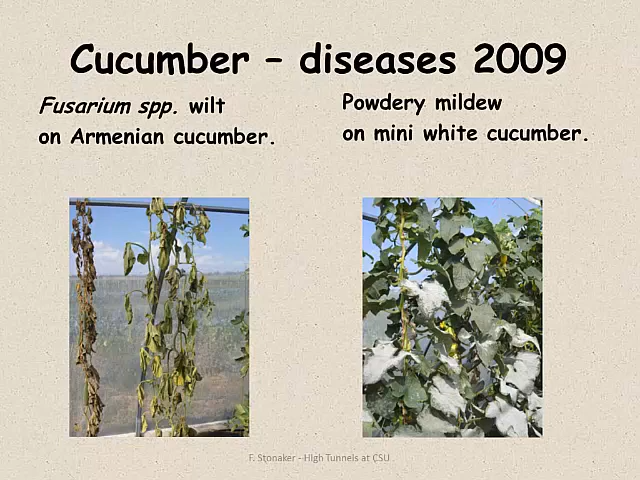 Cucumber – diseases 2009
Fusarium spp. wilt
on Armenian cucumber.
Powdery mildew
on mini white cucumber.
F. Stonaker - High Tunnels at CSU